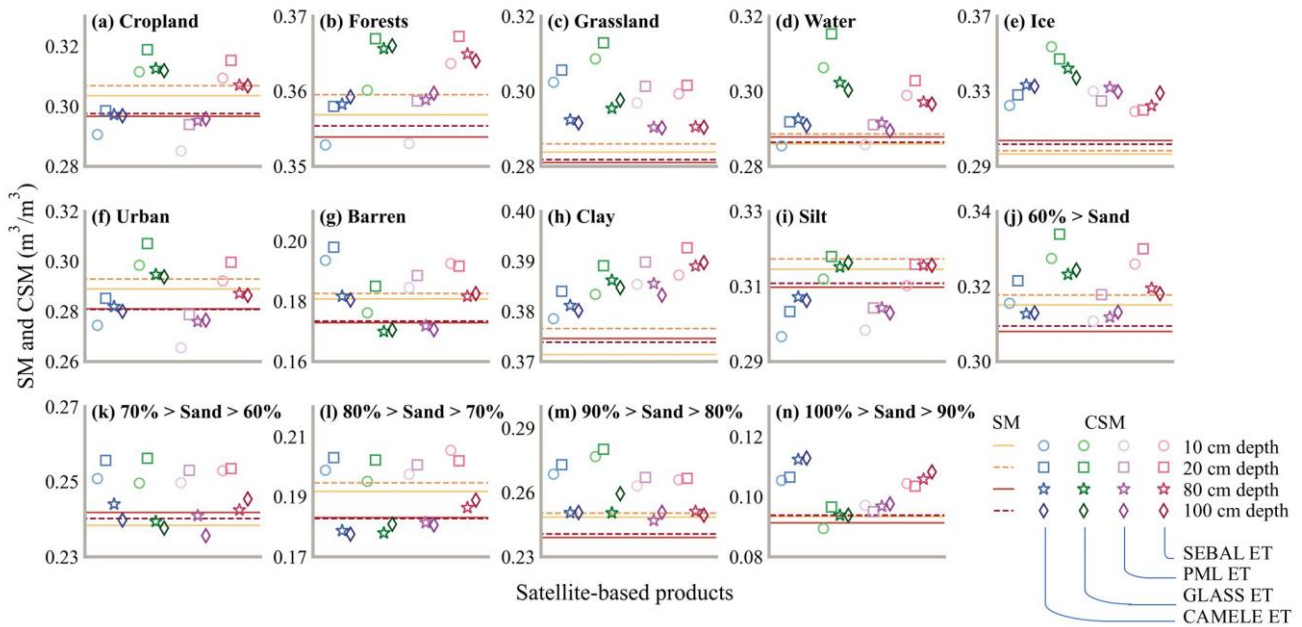 SM and CSM (m³/m³)
(a) Cropland
0.32
0.30
0.28
(b) Forests
0.37
0.36
0.35
(c) Grassland
0.32
0.30
0.28
(d) Water
0.32
0.30
0.28
(e) Ice
0.37
0.33
0.29
(f) Urban
0.32
0.30
0.28
0.26
(g) Barren
0.20
0.18
0.16
(h) Clay
0.40
0.39
0.38
0.37
(i) Silt
0.33
0.31
0.29
(j) 60% > Sand
0.34
0.32
0.30
(k) 70% > Sand > 60%
0.27
0.25
0.23
(l) 80% > Sand > 70%
0.21
0.19
0.17
(m) 90% > Sand > 80%
0.29
0.26
0.23
(n) 100% > Sand > 90%
0.12
0.10
0.08
SM CSM
10 cm depth
20 cm depth
80 cm depth
100 cm depth
SEBAL ET
PML ET
GLASS ET
CAMELE ET
Satellite-based products